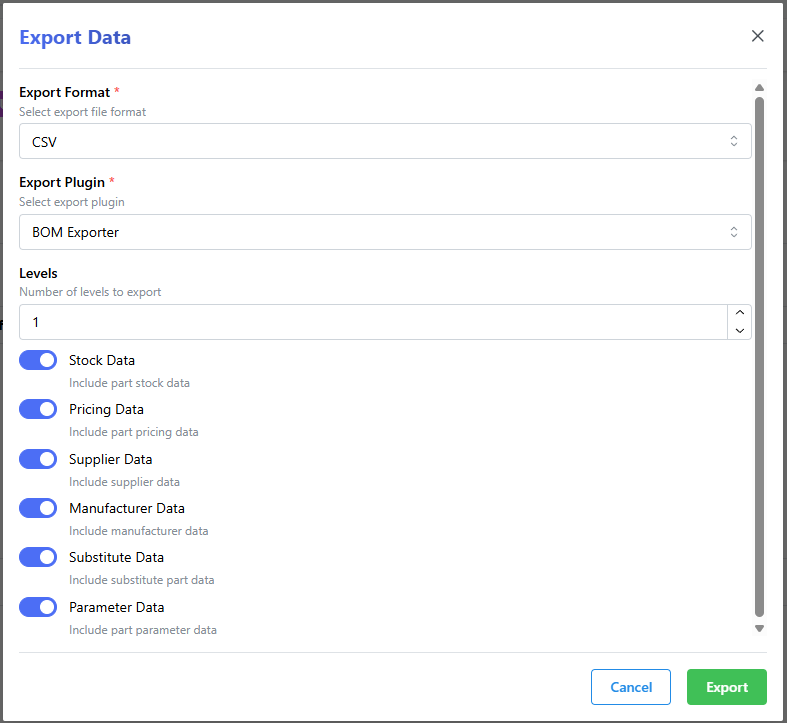 Export Data
Export Format *
Select export file format
CSV
Export Plugin *
Select export plugin
BOM Exporter
Levels
Number of levels to export
1
Stock Data
Include part stock data
Pricing Data
Include part pricing data
Supplier Data
Include supplier data
Manufacturer Data
Include manufacturer data
Substitute Data
Include substitute part data
Parameter Data
Include part parameter data
Cancel
Export